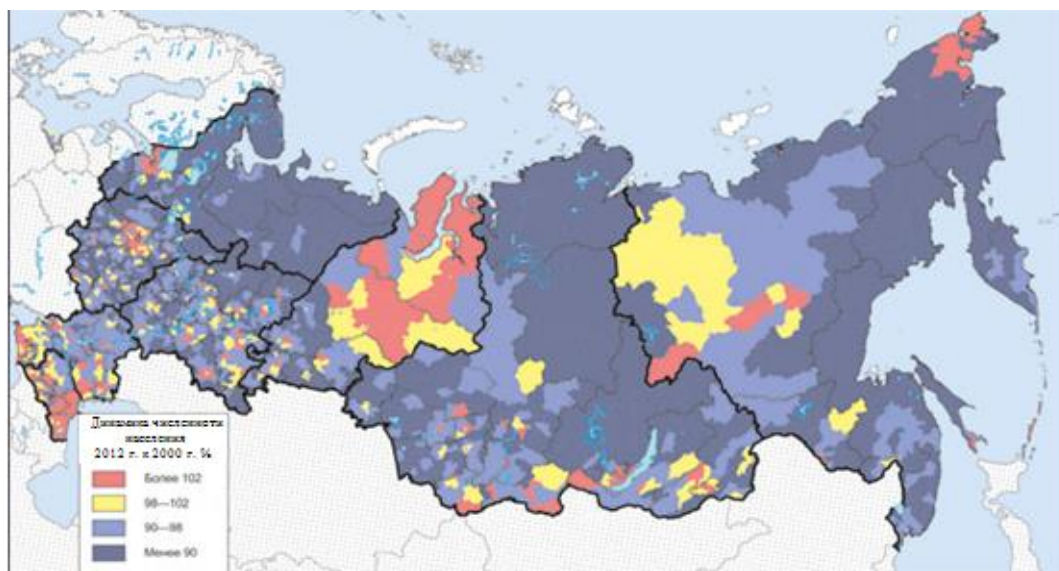 Динамика численности
населения
2012 г. к 2000 г. %
Более 102
98—102
90—98
Менее 90